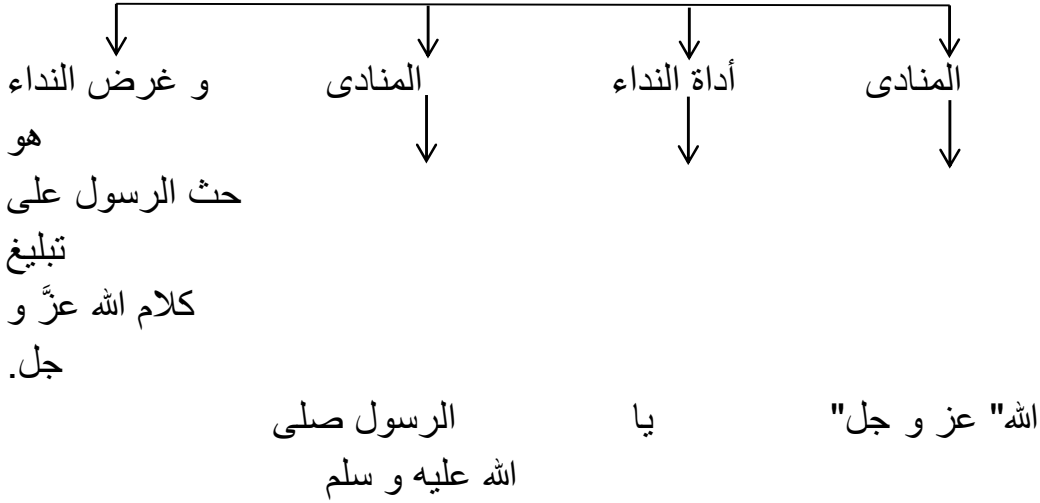 المنادى أداة النداء المنادى و غرض النداء
هو
حث الرسول على
تبليغ
كلام الله عزَّ و
جل.
الله" عز و جل" يا الرسول صلى
الله عليه و سلم